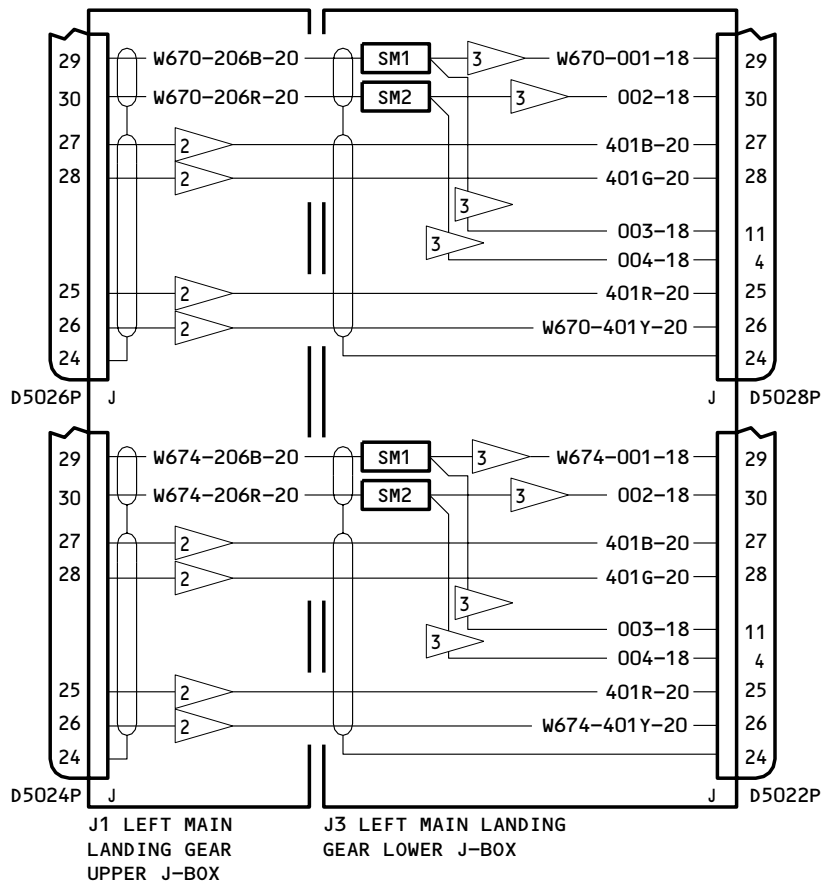 29 W670-206B-20 SM1 3 W670-001-18 29
30 W670-206R-20 SM2 3 002-18 30
27 2 401B-20 27
28 2 401G-20 28
3 003-18 11
3 004-18 4
25 2 401R-20 25
26 2 W670-401Y-20 26
24 24
D5026P J J D5028P
29 W674-206B-20 SM1 3 W674-001-18 29
30 W674-206R-20 SM2 3 002-18 30
27 2 401B-20 27
28 2 401G-20 28
3 003-18 11
3 004-18 4
25 2 401R-20 25
26 2 W674-401Y-20 26
24 24
D5024P J J D5022P
J1 LEFT MAIN
LANDING GEAR
UPPER J-BOX
J3 LEFT MAIN LANDING
GEAR LOWER J-BOX